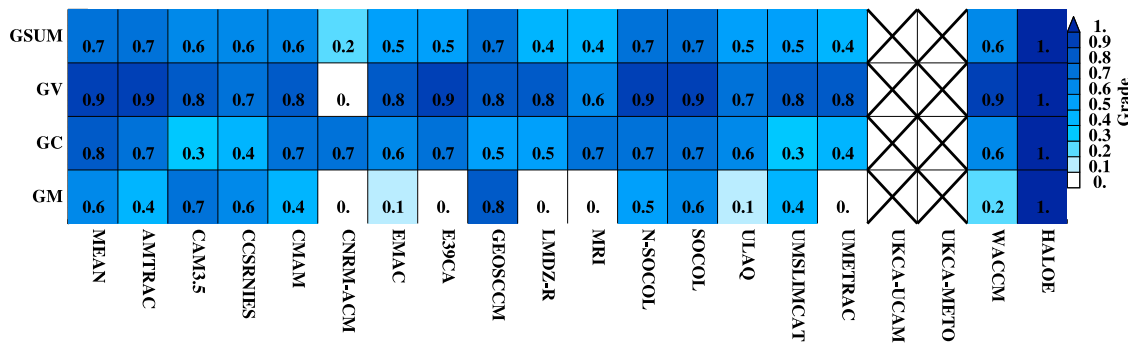 GSUM 0.7 0.7 0.6 0.6 0.6 0.2 0.5 0.5 0.7 0.4 0.4 0.7 0.7 0.5 0.5 0.4 0.6 1.
GV 0.9 0.9 0.8 0.7 0.8 0. 0.8 0.9 0.8 0.8 0.6 0.9 0.9 0.7 0.8 0.8 0.9 1.
GC 0.8 0.7 0.3 0.4 0.7 0.7 0.6 0.7 0.5 0.5 0.7 0.7 0.7 0.6 0.3 0.4 0.6 1.
GM 0.6 0.4 0.7 0.6 0.4 0. 0.1 0. 0.8 0. 0. 0.5 0.6 0.1 0.4 0. 0.2 1.
MEAN
AMTRAC
CAM3.5
CCSRNIES
CMAM
CNRM-ACM
EMAC
E39CA
GEOSCCM
LMDZ-R
MRI
N-SOCOL
SOCOL
ULAQ
UMSLIMCAT
UMETRAC
UKCA-UCAM
UKCA-METO
WACCM
HALOE
1.
0.9
0.8
0.7
0.6
0.5
0.4
0.3
0.2
0.1
0.
Grade